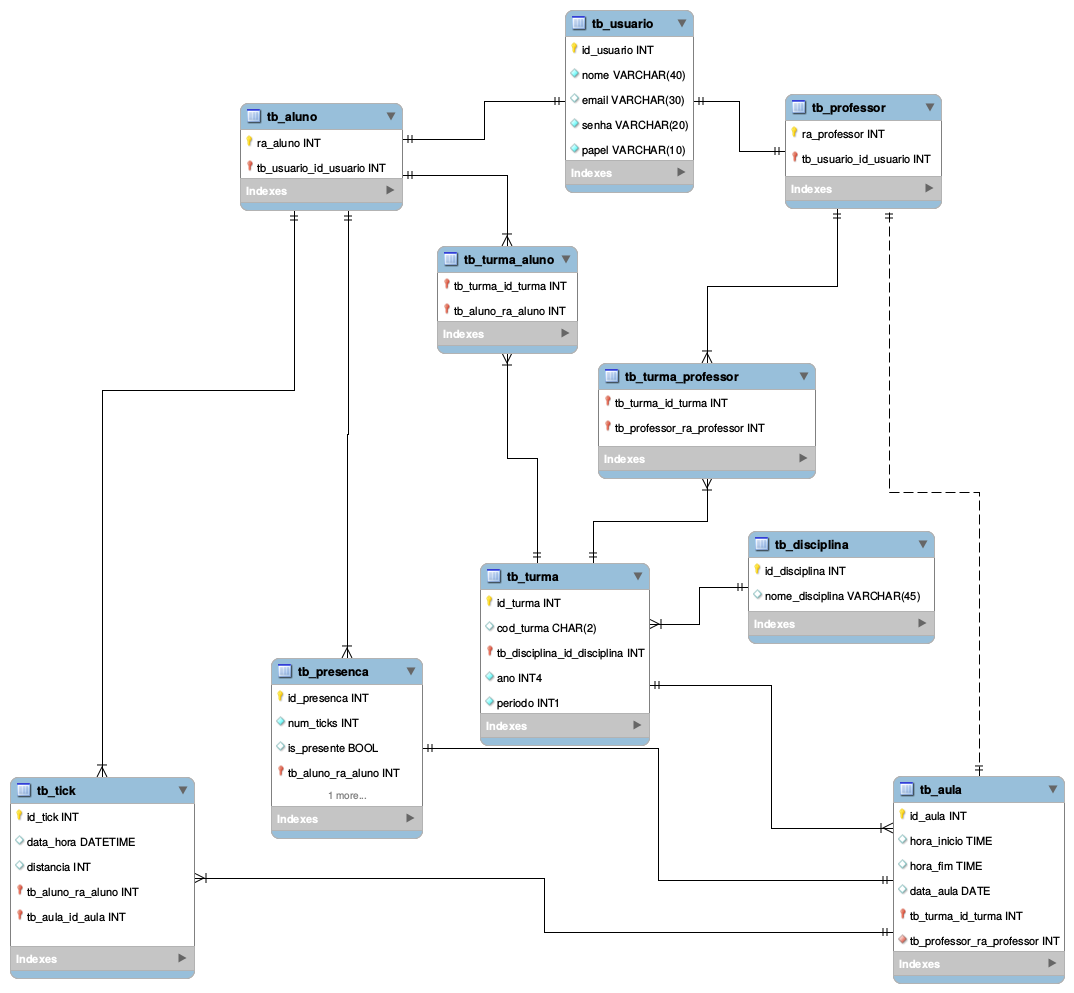 tb_usuario
id_usuario INT
nome VARCHAR(40)
email VARCHAR(30)
senha VARCHAR(20)
papel VARCHAR(10)
Indexes
tb_aluno
ra_aluno INT
tb_usuario_id_usuario INT
Indexes
tb_professor
ra_professor INT
tb_usuario_id_usuario INT
Indexes
tb_turma_aluno
tb_turma_id_turma INT
tb_aluno_ra_aluno INT
Indexes
tb_turma_professor
tb_turma_id_turma INT
tb_professor_ra_professor INT
Indexes
tb_disciplina
id_disciplina INT
nome_disciplina VARCHAR(45)
Indexes
tb_turma
id_turma INT
cod_turma CHAR(2)
tb_disciplina_id_disciplina INT
ano INT4
periodo INT1
Indexes
tb_presenca
id_presenca INT
num_ticks INT
is_presente BOOL
tb_aluno_ra_aluno INT
1 more...
Indexes
tb_tick
id_tick INT
data_hora DATETIME
distancia INT
tb_aluno_ra_aluno INT
tb_aula_id_aula INT
Indexes
tb_aula
id_aula INT
hora_inicio TIME
hora_fim TIME
data_aula DATE
tb_turma_id_turma INT
tb_professor_ra_professor INT
Indexes